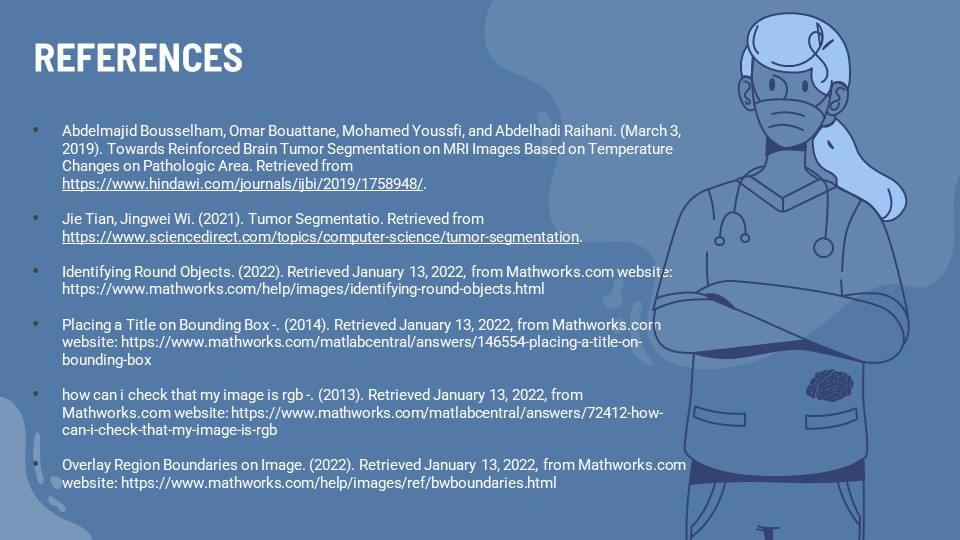 REFERENCES
• Abdelmajid Bousselham, Omar Bouattane, Mohamed Youssfi, and Abdelhadi Raihani. (March 3,
2019). Towards Reinforced Brain Tumor Segmentation on MRI Images Based on Temperature
Changes on Pathologic Area. Retrieved from
https://www.hindawi.com/journals/ijbi/2019/1758948/.
• Jie Tian, Jingwei Wi. (2021). Tumor Segmentatio. Retrieved from
https://www.sciencedirect.com/topics/computer-science/tumor-segmentation.
• Identifying Round Objects. (2022). Retrieved January 13, 2022, from Mathworks.com website:
https://www.mathworks.com/help/images/identifying-round-objects.html
• Placing a Title on Bounding Box -. (2014). Retrieved January 13, 2022, from Mathworks.com
website: https://www.mathworks.com/matlabcentral/answers/146554-placing-a-title-on-
bounding-box
• how can i check that my image is rgb -. (2013). Retrieved January 13, 2022, from
Mathworks.com website: https://www.mathworks.com/matlabcentral/answers/72412-how-
can-i-check-that-my-image-is-rgb
• Overlay Region Boundaries on Image. (2022). Retrieved January 13, 2022, from Mathworks.com
website: https://www.mathworks.com/help/images/ref/bwboundaries.html